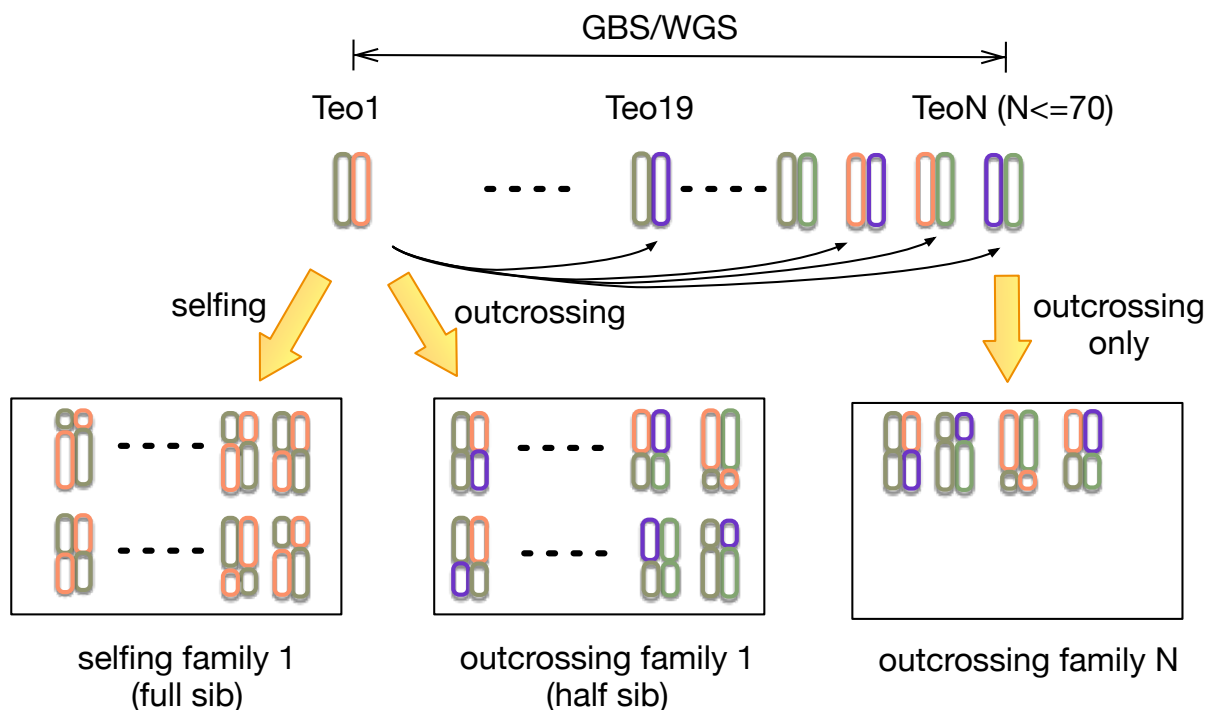 GBS/WGS
Teo1
Teo19
TeoN (N<=70)
selfing
outcrossing
outcrossing
only
selfing family 1
(full sib)
outcrossing family 1
(half sib)
outcrossing family N